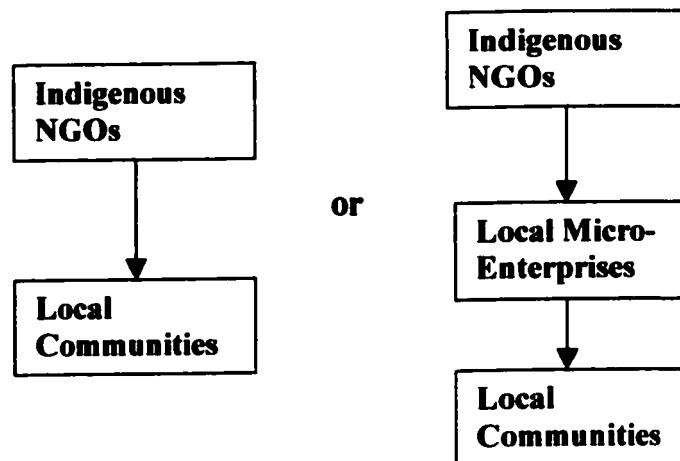 Indigenous
NGOs
Local
Communities
or
Indigenous
NGOs
Local Micro-
Enterprises
Local
Communities